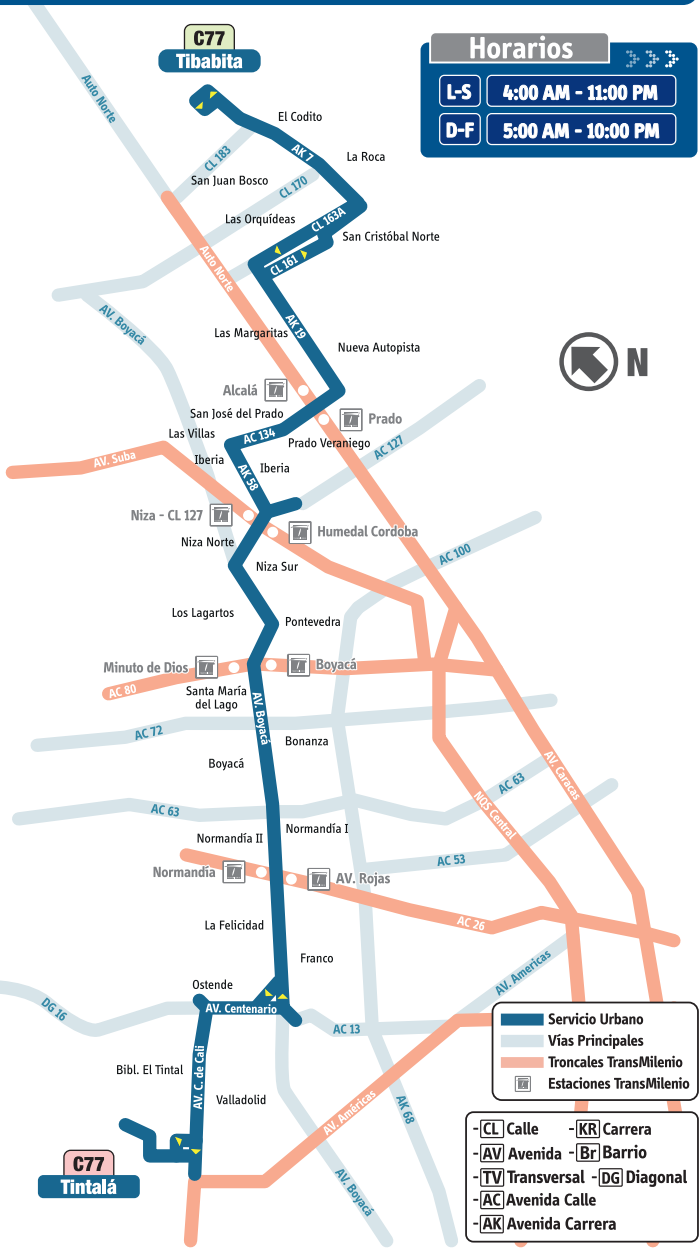 C77
Tibabita
Horarios
L-S 4:00 AM - 11:00 PM
D-F 5:00 AM - 10:00 PM
Auto Norte
El Codito
AK 7
La Roca
CL 183
San Juan Bosco
CL 170
Las Orquídeas
CL 163A
San Cristóbal Norte
CL 161
Auto Norte
AV. Boyacá
AK 19
Las Margaritas
Nueva Autopista
N
Alcalá
San José del Prado
Prado
Las Villas
AC 134
Prado Veraniego
AC 127
AV. Suba
Iberia
Iberia
AK 58
Niza - CL 127
Humedal Cordoba
Niza Norte
AC 100
Niza Sur
Los Lagartos
Pontevedra
Minuto de Dios
Boyacá
AC 80
Santa María
del Lago
AV. Boyacá
AC 72
Bonanza
Boyacá
AC 63
AV. Caracas
AC 63
NQS Central
Normandía I
Normandía II
AC 53
Normandía
AV. Rojas
La Felicidad
AC 26
Franco
AV. Americas
Ostende
DG 16
AV. Centenario
AC 13
Servicio Urbano
Vías Principales
Troncales TransMilenio
Estaciones TransMilenio
AV. C. de Cali
Bibl. El Tintal
Valladolid
AV. Américas
AK 68
AV. Boyacá
C77
Tintalá
-CL Calle -KR Carrera
-AV Avenida -Br Barrio
-TV Transversal -DG Diagonal
-AC Avenida Calle
-AK Avenida Carrera